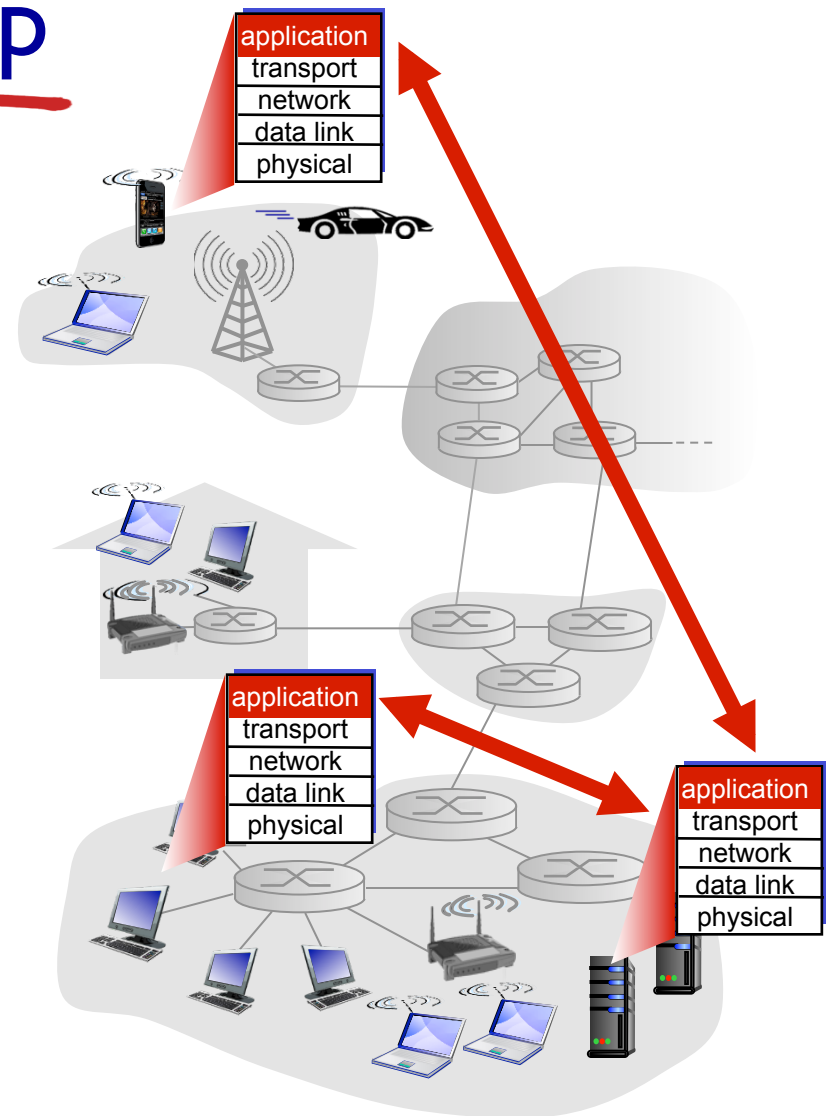 p
application
transport
network
data link
physical
application
transport
network
data link
physical
application
transport
network
data link
physical